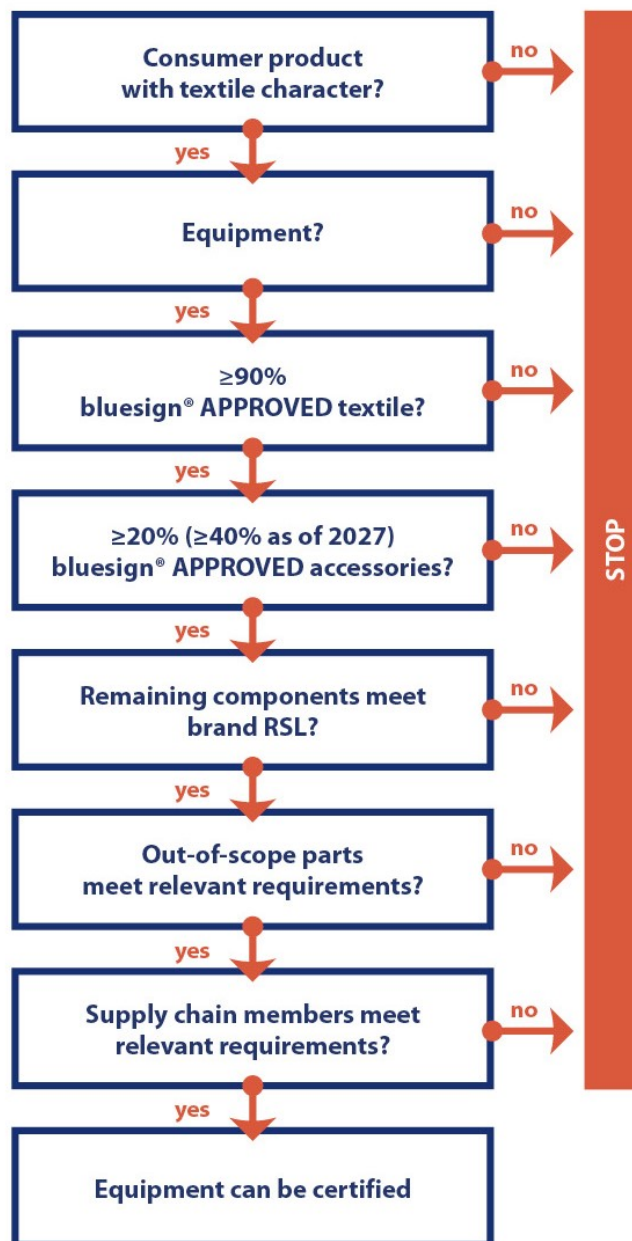 Consumer product
with textile character?
no
yes
Equipment?
no
yes
≥90%
bluesign® APPROVED textile?
no
yes
≥20% (≥40% as of 2027)
bluesign® APPROVED accessories?
no
yes
STOP
Remaining components meet
brand RSL?
no
yes
Out-of-scope parts
meet relevant requirements?
no
yes
Supply chain members meet
relevant requirements?
no
yes
Equipment can be certified